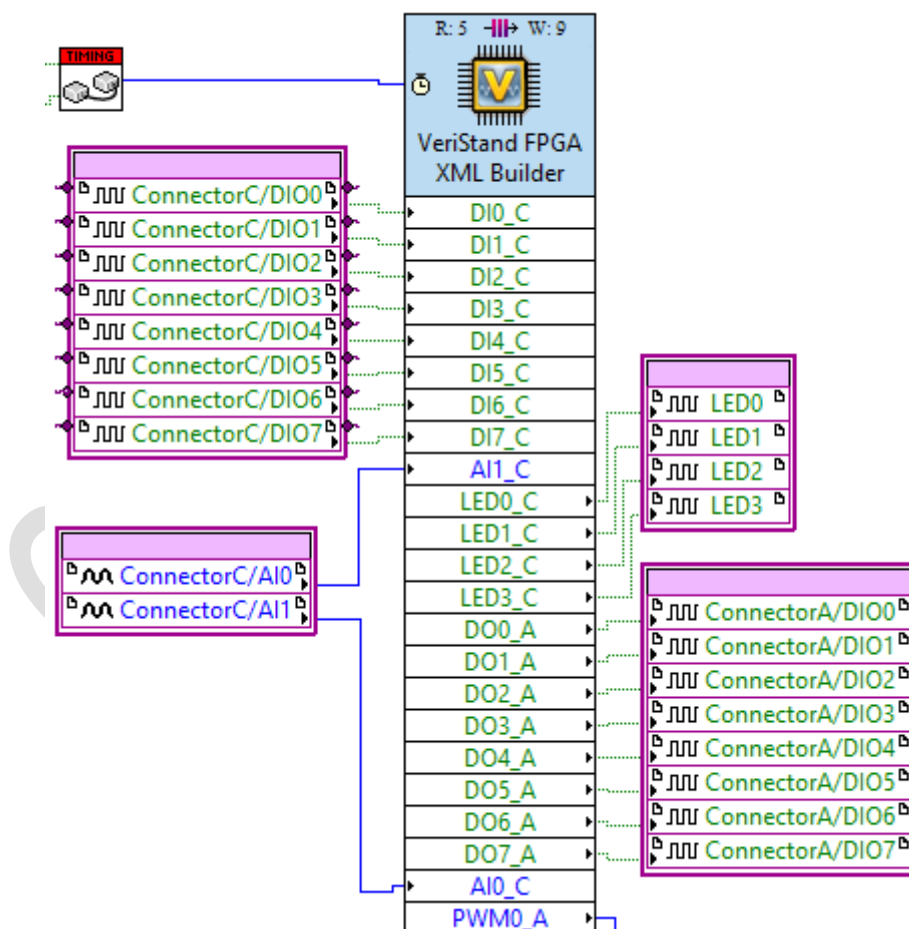 R: 5 W: 9
TIMING
V
VeriStand FPGA
XML Builder
ConnectorC/DIO0
ConnectorC/DIO1
ConnectorC/DIO2
ConnectorC/DIO3
ConnectorC/DIO4
ConnectorC/DIO5
ConnectorC/DIO6
ConnectorC/DIO7
ConnectorC/AI0
ConnectorC/AI1
DI0_C
DI1_C
DI2_C
DI3_C
DI4_C
DI5_C
DI6_C
DI7_C
AI1_C
LED0_C
LED1_C
LED2_C
LED3_C
DO0_A
DO1_A
DO2_A
DO3_A
DO4_A
DO5_A
DO6_A
DO7_A
AI0_C
PWM0_A
LED0
LED1
LED2
LED3
ConnectorA/DIO0
ConnectorA/DIO1
ConnectorA/DIO2
ConnectorA/DIO3
ConnectorA/DIO4
ConnectorA/DIO5
ConnectorA/DIO6
ConnectorA/DIO7